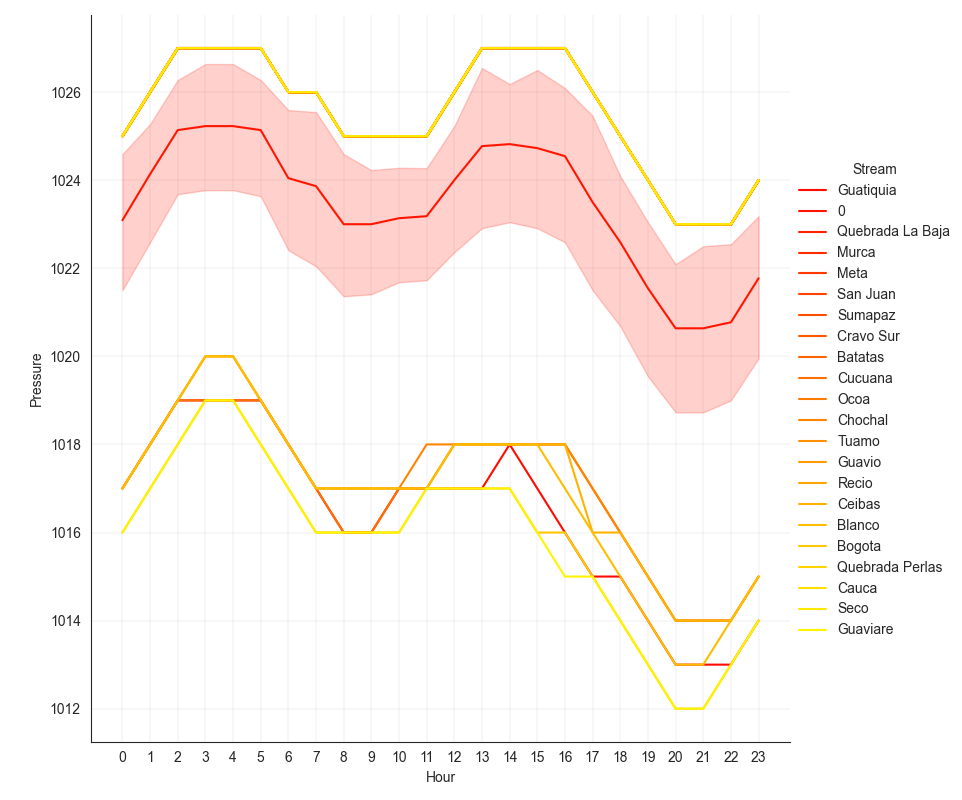 1026
1024
1022
1020
1018
1016
1014
1012
Pressure
0 1 2 3 4 5 6 7 8 9 10 11 12 13 14 15 16 17 18 19 20 21 22 23
Hour
Stream
Guatiquia
0
Quebrada La Baja
Murca
Meta
San Juan
Sumapaz
Cravo Sur
Batatas
Cucuana
Ocoa
Chochal
Tuamo
Guavio
Recio
Ceibas
Blanco
Bogota
Quebrada Perlas
Cauca
Seco
Guaviare